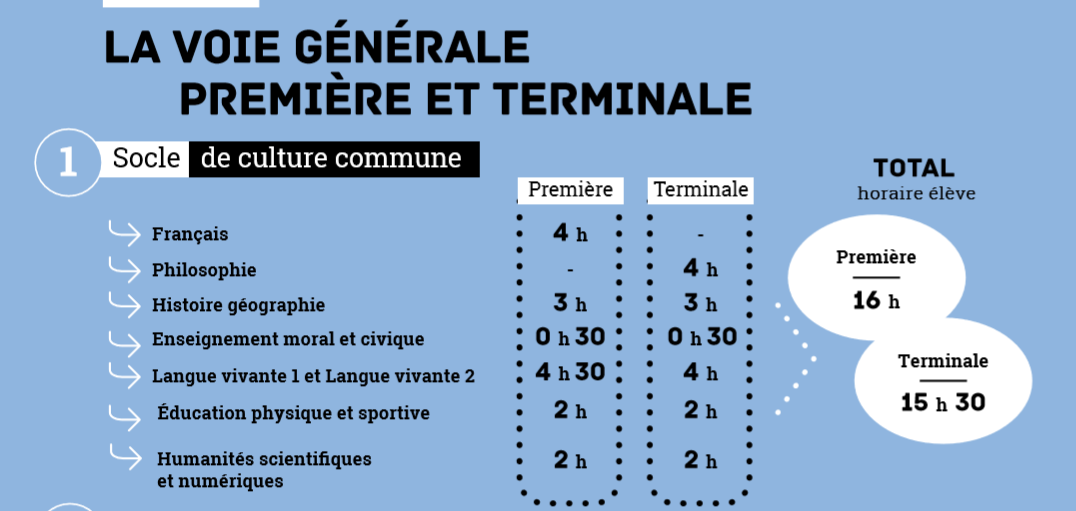 LA VOIE GÉNÉRALE
PREMIÈRE ET TERMINALE
1 Socle de culture commune
Première Terminale
TOTAL
horaire élève
Français 4 h -
Philosophie - 4 h
Histoire géographie 3 h 3 h
Enseignement moral et civique 0 h 30 0 h 30
Langue vivante 1 et Langue vivante 2 4 h 30 4 h
Éducation physique et sportive 2 h 2 h
Humanités scientifiques
et numériques 2 h 2 h
Première
16 h
Terminale
15 h 30